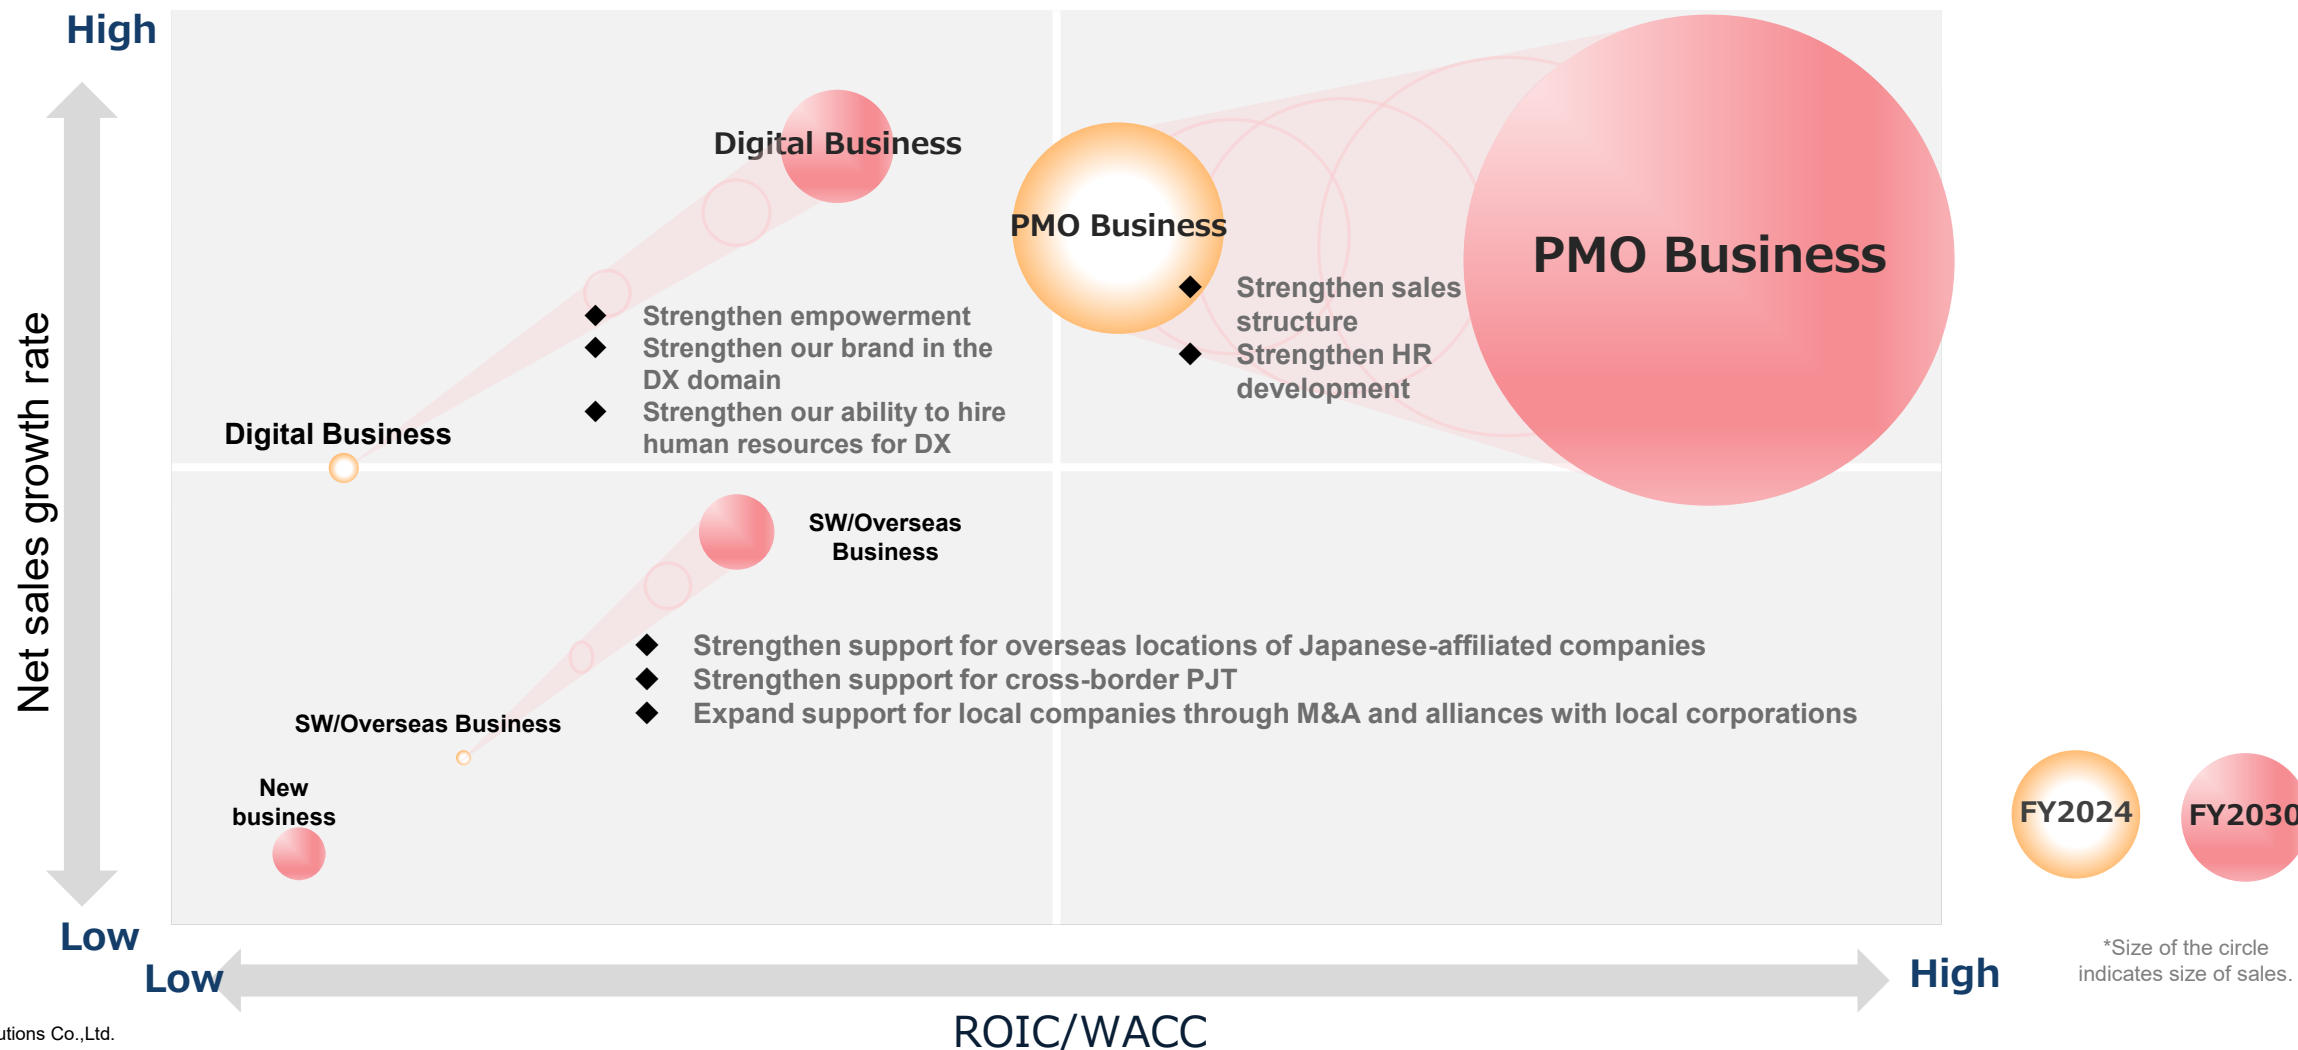 High
Net sales growth rate
Low
Digital Business
PMO Business
PMO Business
Strengthen sales
structure
Strengthen HR
development
Strengthen empowerment
Strengthen our brand in the
DX domain
Strengthen our ability to hire
human resources for DX
Digital Business
SW/Overseas
Business
Strengthen support for overseas locations of Japanese-affiliated companies
Strengthen support for cross-border PJT
Expand support for local companies through M&A and alliances with local corporations
SW/Overseas Business
New
business
FY2024
FY2030
*Size of the circle
indicates size of sales.
Low
High
ROIC/WACC
Co.,Ltd.